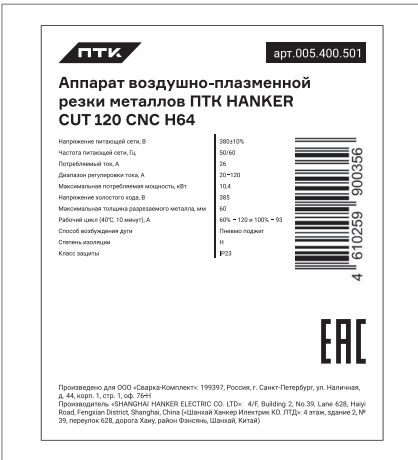 ПТК
арт.005.400.501
Аппарат воздушно-плазменной
резки металлов ПТК HANKER
CUT 120 CNC H64
Напряжение питающей сети, В 380±10%
Частота питающей сети, Гц 50/60
Потребляемый ток, А 26
Диапазон регулировки тока, А 20–120
Максимальная потребляемая мощность, кВт 10,4
Напряжение холостого хода, В 385
Максимальная толщина разрезаемого металла, мм 60
Рабочий цикл (40°C, 10 минут), А 60% – 120 и 100% – 93
Способ возбуждения дуги Пневмо поджиг
Степень изоляции H
Класс защиты IP23
4 610259 900356
EAC
Произведено для ООО «Сварка-Комплект»: 199397, Россия, г. Санкт-Петербург, ул. Наличная,
д. 44, корп. 1, стр. 1, оф. 76-Н
Производитель «SHANGHAI HANKER ELECTRIC CO. LTD»: 4/F, Building 2, No.39, Lane 628, Haiyi
Road, Fengxian District, Shanghai, China («Шанхай Ханкер Илектрик КО. ЛТД»: 4 этаж, здание 2, №
39, переулок 628, дорога Хаиу, район Фэнсянь, Шанхай, Китай)